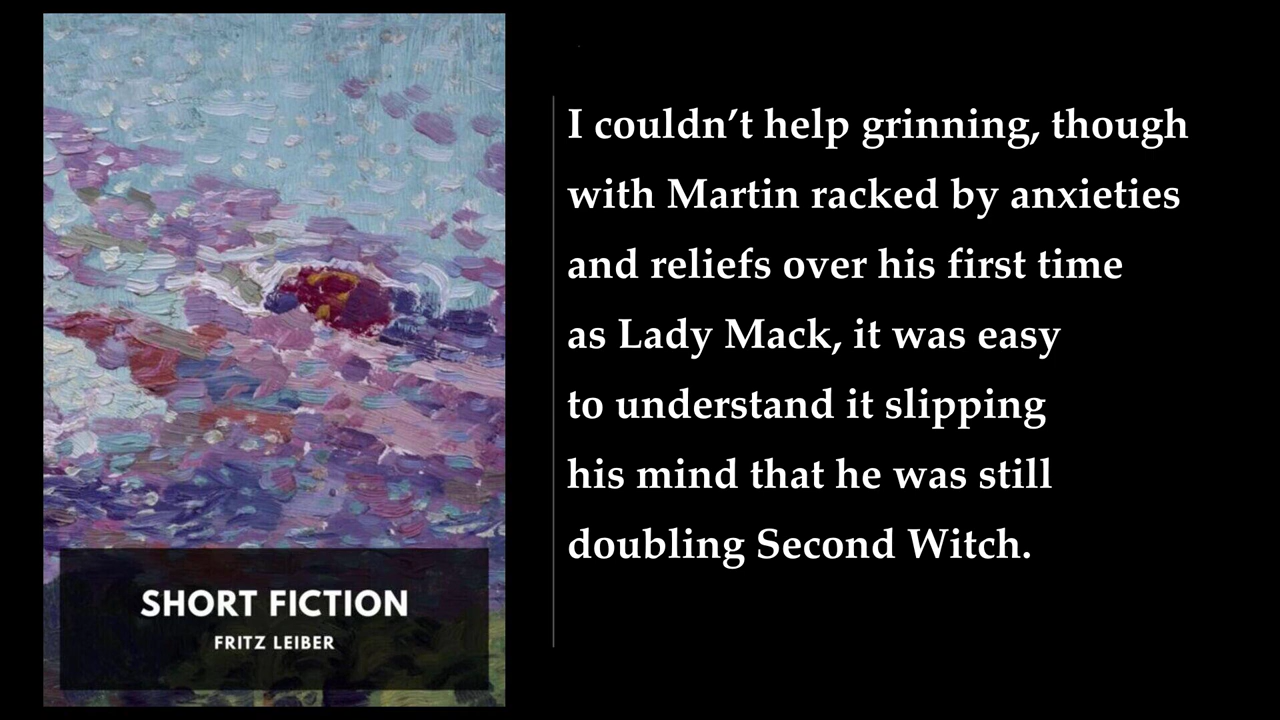 SHORT FICTION
FRITZ LEIBER
I couldn’t help grinning, though
with Martin racked by anxieties
and reliefs over his first time
as Lady Mack, it was easy
to understand it slipping
his mind that he was still
doubling Second Witch.